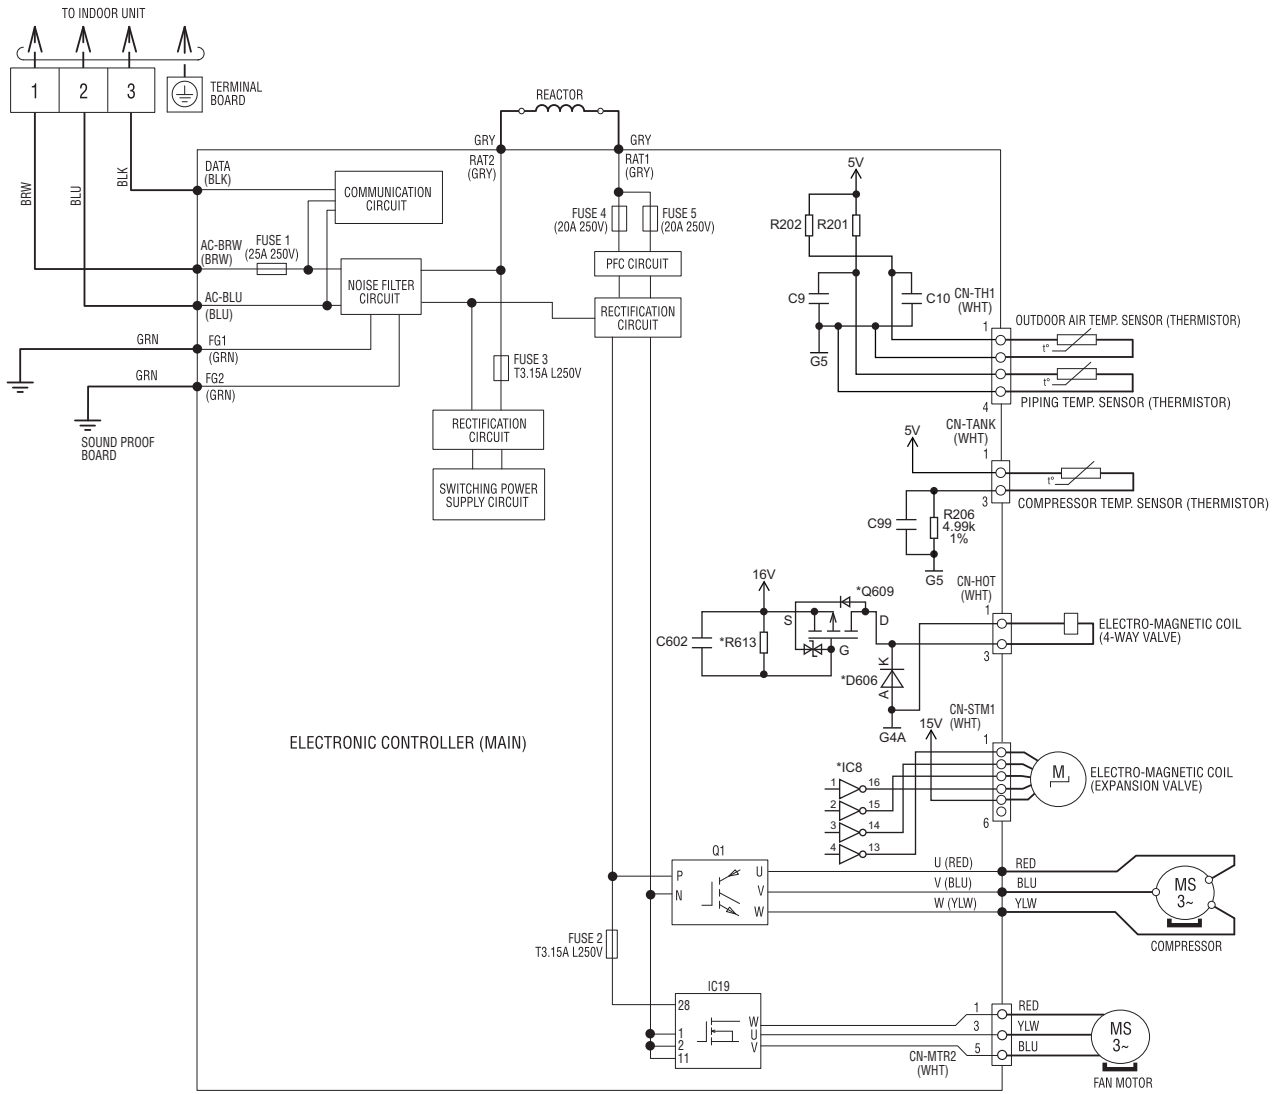 TO INDOOR UNIT
1 2 3
TERMINAL
BOARD
REACTOR
GRY
GRY
RAT2
(GRY)
RAT1
(GRY)
BRW
BLU
BLK
DATA
(BLK)
COMMUNICATION
CIRCUIT
AC-BRW
(BRW)
FUSE 1
(25A 250V)
AC-BLU
(BLU)
NOISE FILTER
CIRCUIT
GRN
FG1
(GRN)
GRN
FG2
(GRN)
SOUND PROOF
BOARD
FUSE 4
(20A 250V)
FUSE 5
(20A 250V)
PFC CIRCUIT
RECTIFICATION
CIRCUIT
FUSE 3
T3.15A L250V
RECTIFICATION
CIRCUIT
SWITCHING POWER
SUPPLY CIRCUIT
5V
R202
R201
C9
C10
G5
CN-TH1
(WHT)
1
OUTDOOR AIR TEMP. SENSOR (THERMISTOR)
t°
t°
4
PIPING TEMP. SENSOR (THERMISTOR)
CN-TANK
(WHT)
5V
1
t°
3
COMPRESSOR TEMP. SENSOR (THERMISTOR)
C99
R206
4.99k
1%
G5
CN-HOT
(WHT)
16V
*Q609
1
S
D
G
C602
*R613
3
ELECTRO-MAGNETIC COIL
(4-WAY VALVE)
*D606
K
A
G4A
CN-STM1
(WHT)
15V
1
M
6
ELECTRO-MAGNETIC COIL
(EXPANSION VALVE)
*IC8
1 16
2 15
3 14
4 13
ELECTRONIC CONTROLLER (MAIN)
Q1
P
N
U
V
W
U (RED)
V (BLU)
W (YLW)
RED
BLU
YLW
MS
3~
COMPRESSOR
FUSE 2
T3.15A L250V
IC19
28
1
2
11
W
U
V
1
3
5
CN-MTR2
(WHT)
RED
YLW
BLU
MS
3~
FAN MOTOR